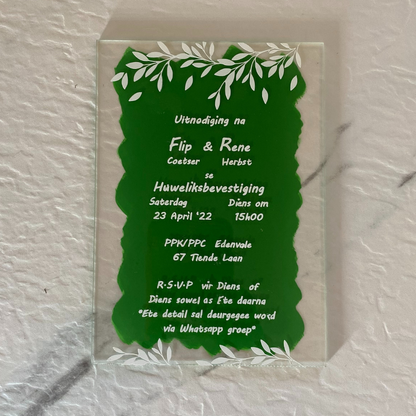 Uitnodiging na
Flip & Rene
Coetser Herbst
se
Huweliksbevestiging
Saterdag Diens om
23 April '22 15h00
PPK/PPC Edenvale
67 Tiende Laan
R.S.V.P vir Diens of
Diens sowel as Ete daarna
*Ete detail sal deurgegee word
via Whatsapp groep*